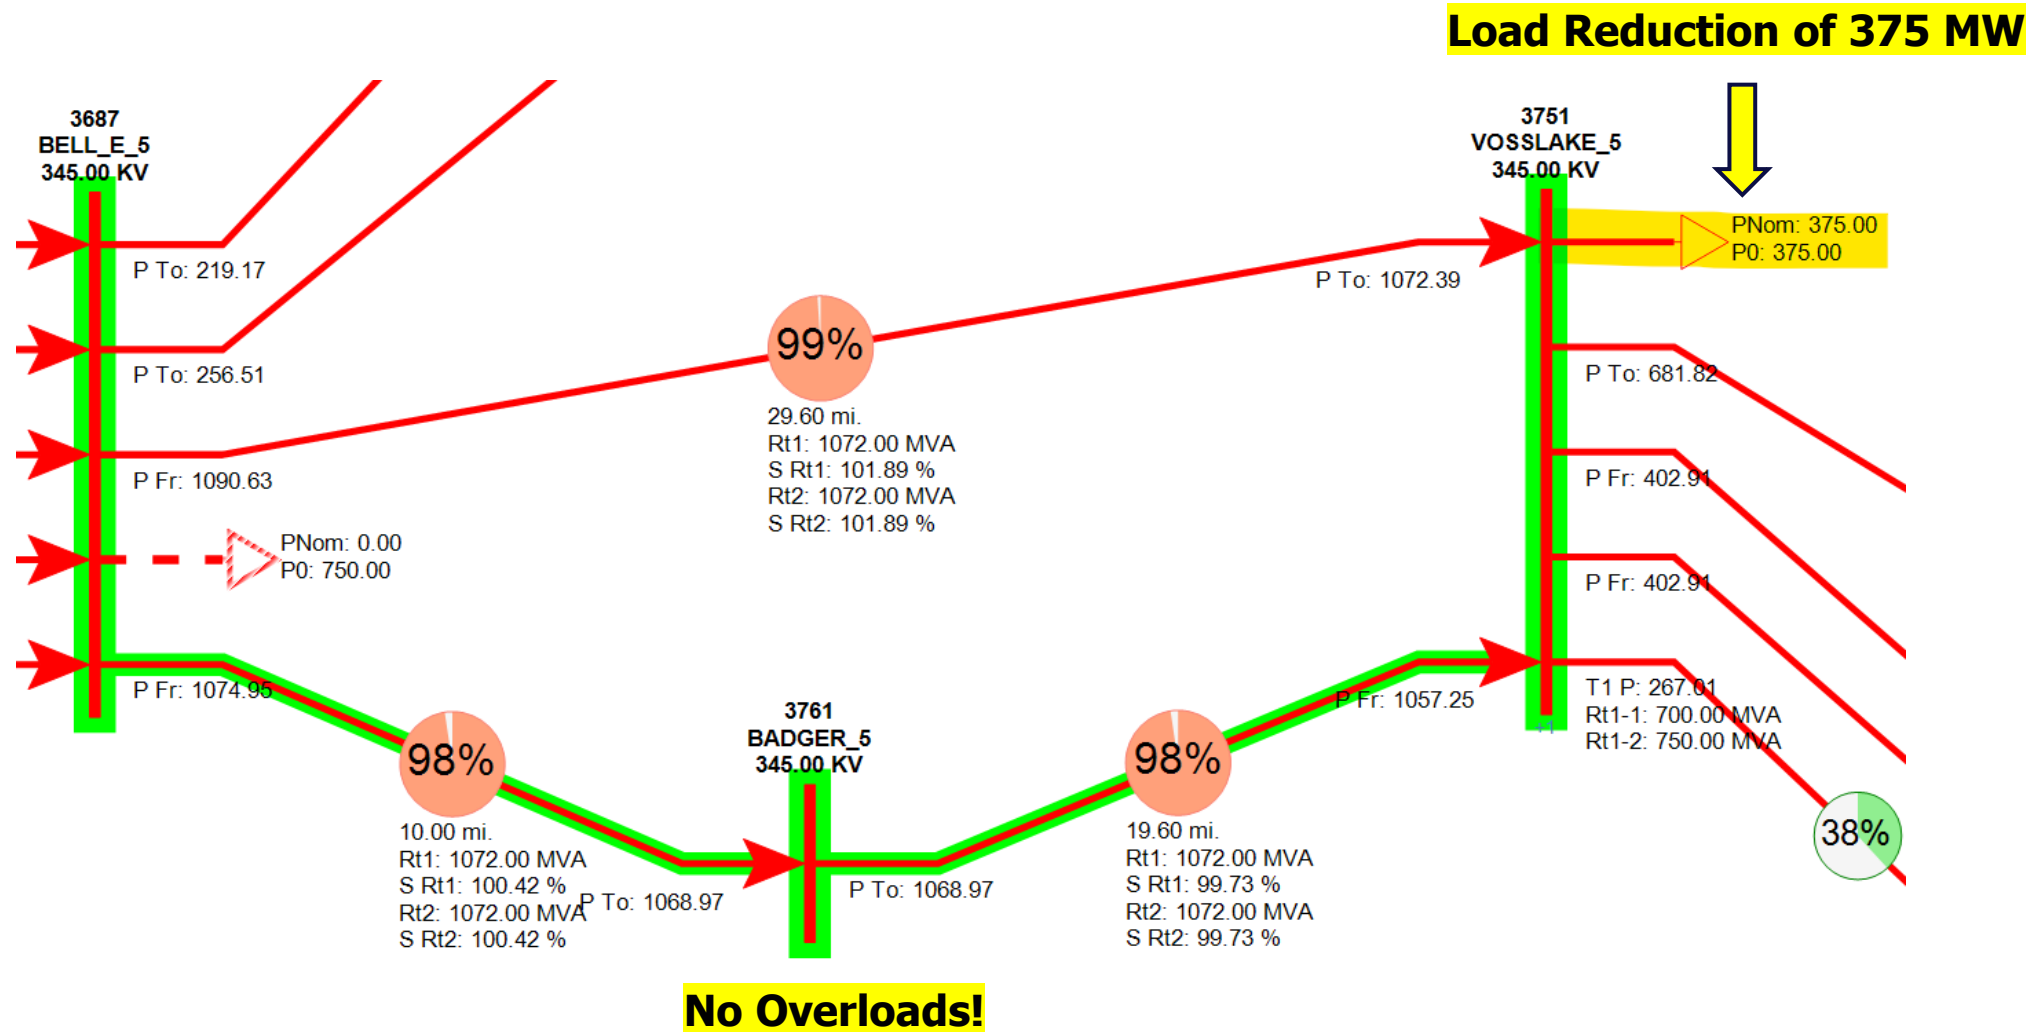 Load Reduction of 375 MW
3687
BELL_E_5
345.00 KV
3751
VOSSLAKE_5
345.00 KV
PNom: 375.00
P0: 375.00
P To: 219.17
P To: 1072.39
99%
P To: 256.51
P To: 681.82
29.60 mi.
Rt1: 1072.00 MVA
S Rt1: 101.89 %
Rt2: 1072.00 MVA
S Rt2: 101.89 %
P Fr: 1090.63
P Fr: 402.91
PNom: 0.00
P0: 750.00
P Fr: 402.91
P Fr: 1074.95
P Fr: 1057.25
T1 P: 267.01
Rt1-1: 700.00 MVA
Rt1-2: 750.00 MVA
+1
3761
BADGER_5
345.00 KV
98%
98%
38%
10.00 mi.
Rt1: 1072.00 MVA
S Rt1: 100.42 %
Rt2: 1072.00 MVA
S Rt2: 100.42 %
P To: 1068.97
P To: 1068.97
19.60 mi.
Rt1: 1072.00 MVA
S Rt1: 99.73 %
Rt2: 1072.00 MVA
S Rt2: 99.73 %
No Overloads!